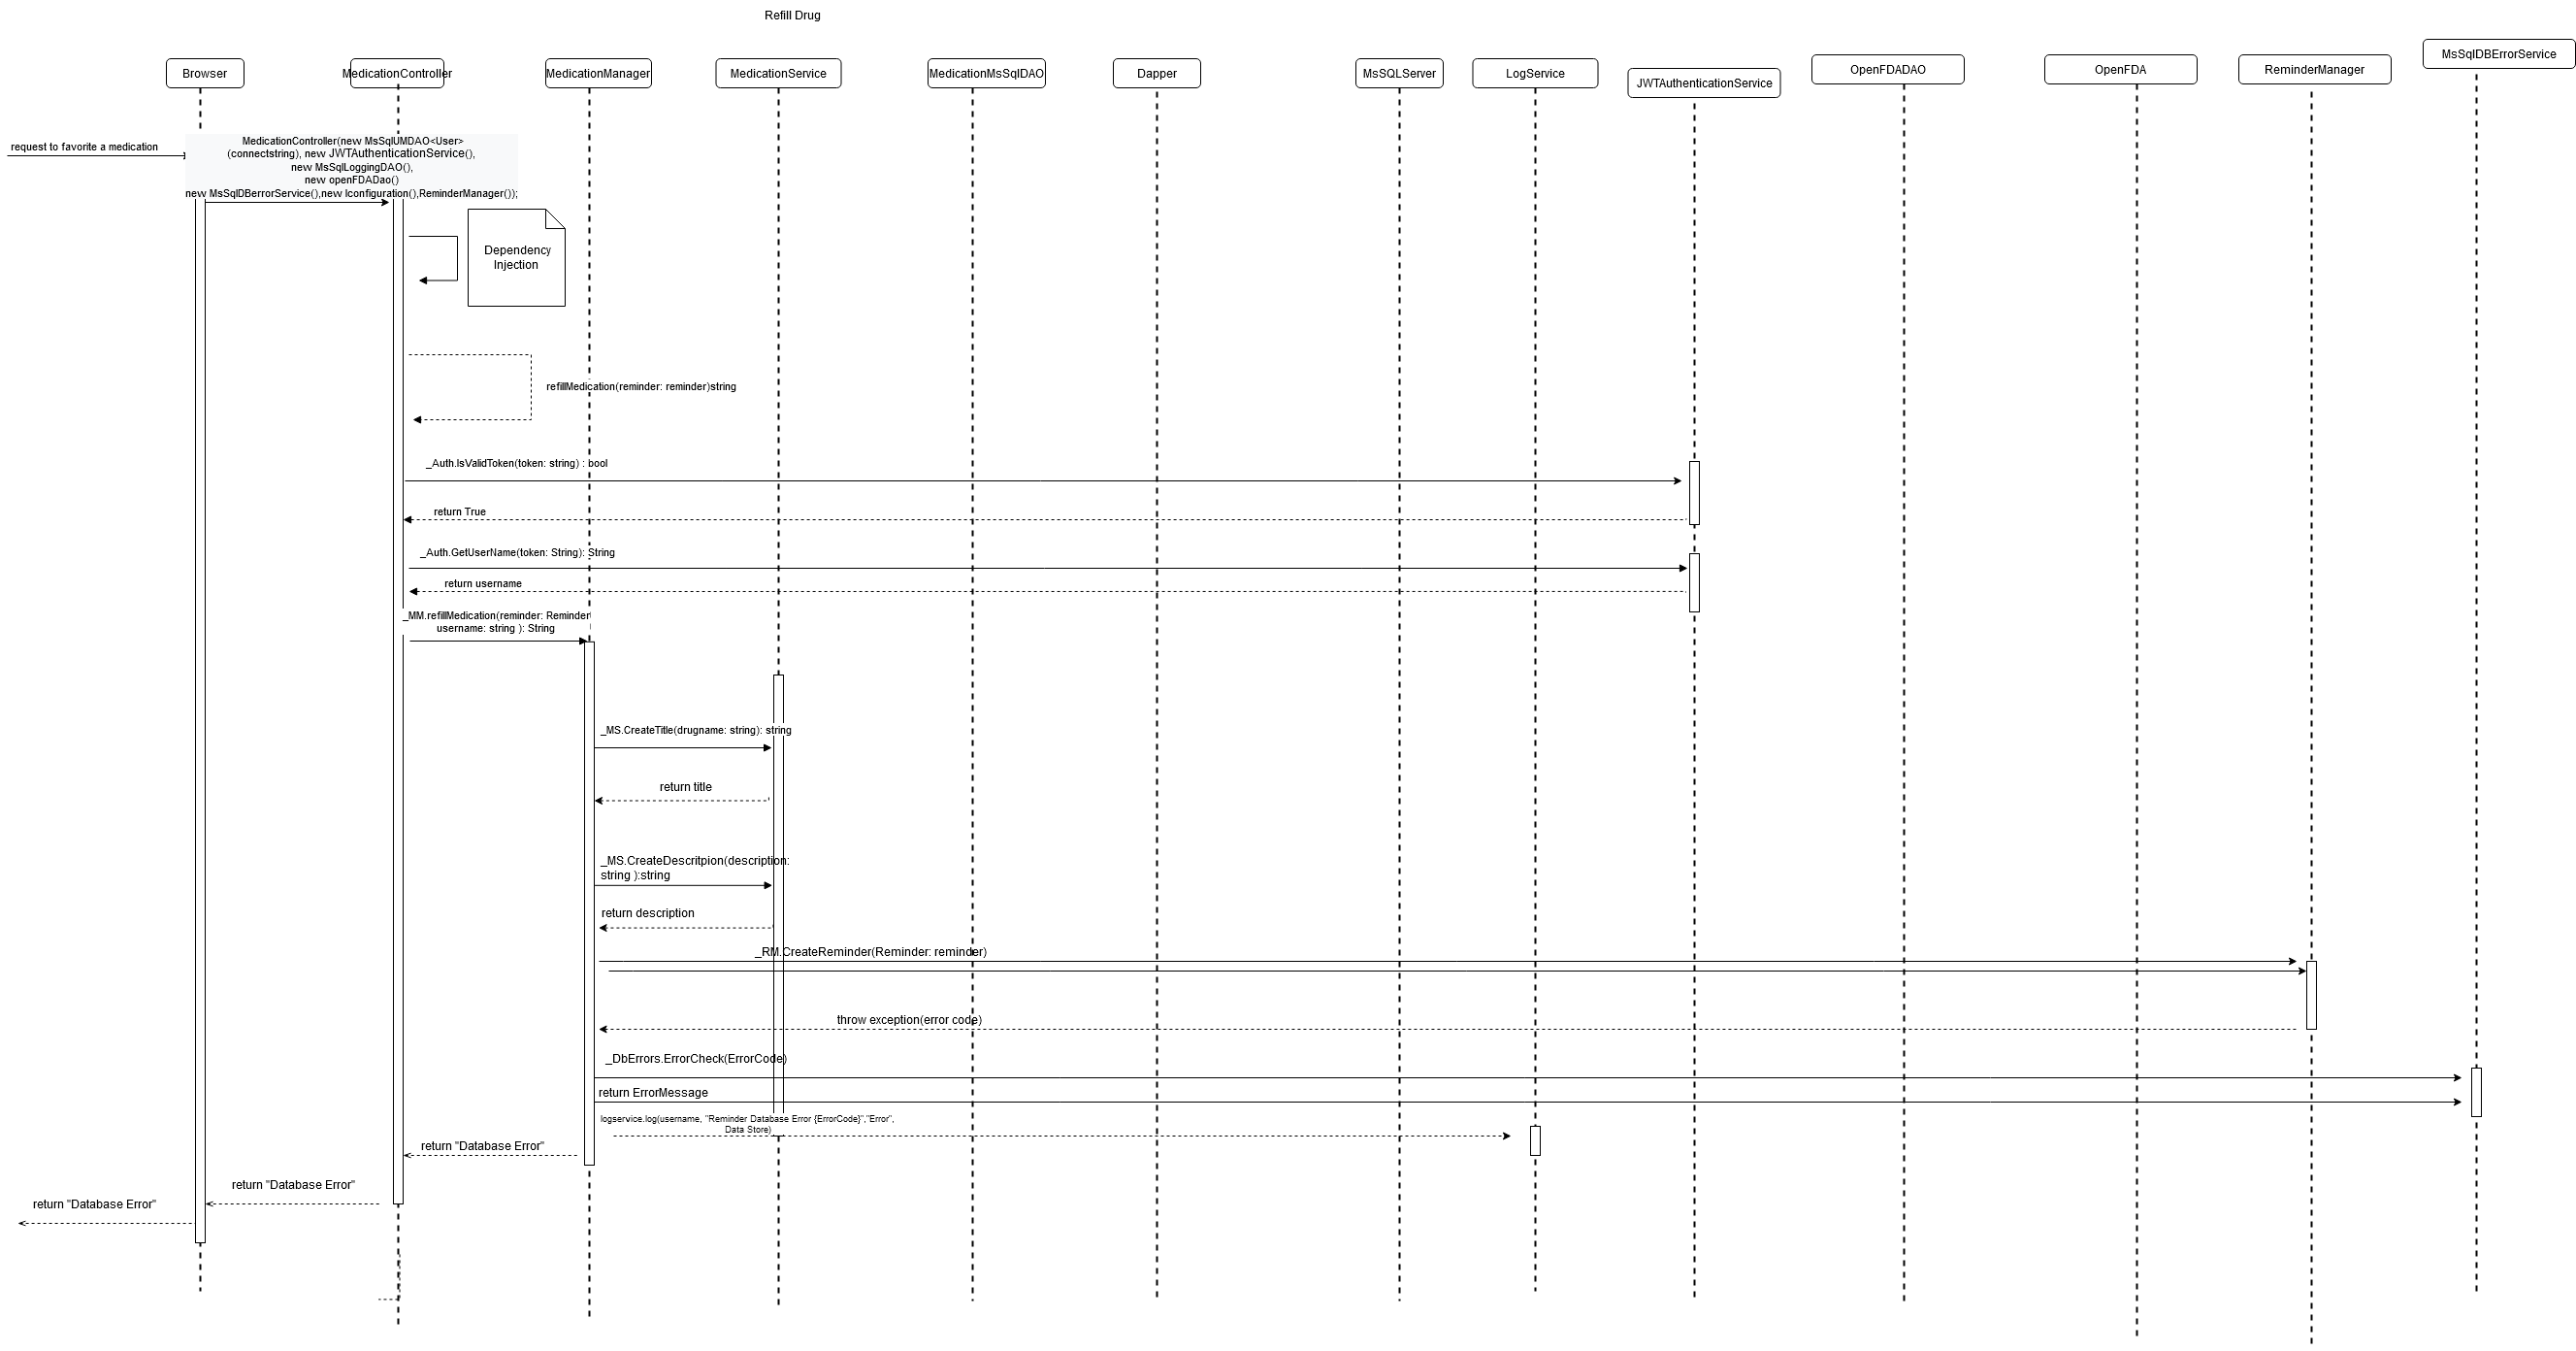 Refill Drug
Browser
MedicationController
MedicationManager
MedicationService
MedicationMsSqlDAO
Dapper
MsSQLServer
LogService
JWTAuthenticationService
OpenFDADAO
OpenFDA
ReminderManager
MsSqlDBErrorService
request to favorite a medication
MedicationController(new MsSqlUMDAO<User>
(connectstring), new JWTAuthenticationService(),
new MsSqlLoggingDAO(),
new openFDADao()
new MsSqlDBerrorService(),new Iconfiguration(),ReminderManager());
Dependency
Injection
refillMedication(reminder: reminder)string
_Auth.IsValidToken(token: string) : bool
return True
_Auth.GetUserName(token: String): String
return username
_MM.refillMedication(reminder: Reminder
username: string ): String
_MS.CreateTitle(drugname: string): string
return title
_MS.CreateDescritpion(description:
string ):string
return description
_RM.CreateReminder(Reminder: reminder)
throw exception(error code)
_DbErrors.ErrorCheck(ErrorCode)
return ErrorMessage
logservice.log(username, "Reminder Database Error {ErrorCode}","Error",
Data Store)
return "Database Error"
return "Database Error"
return "Database Error"